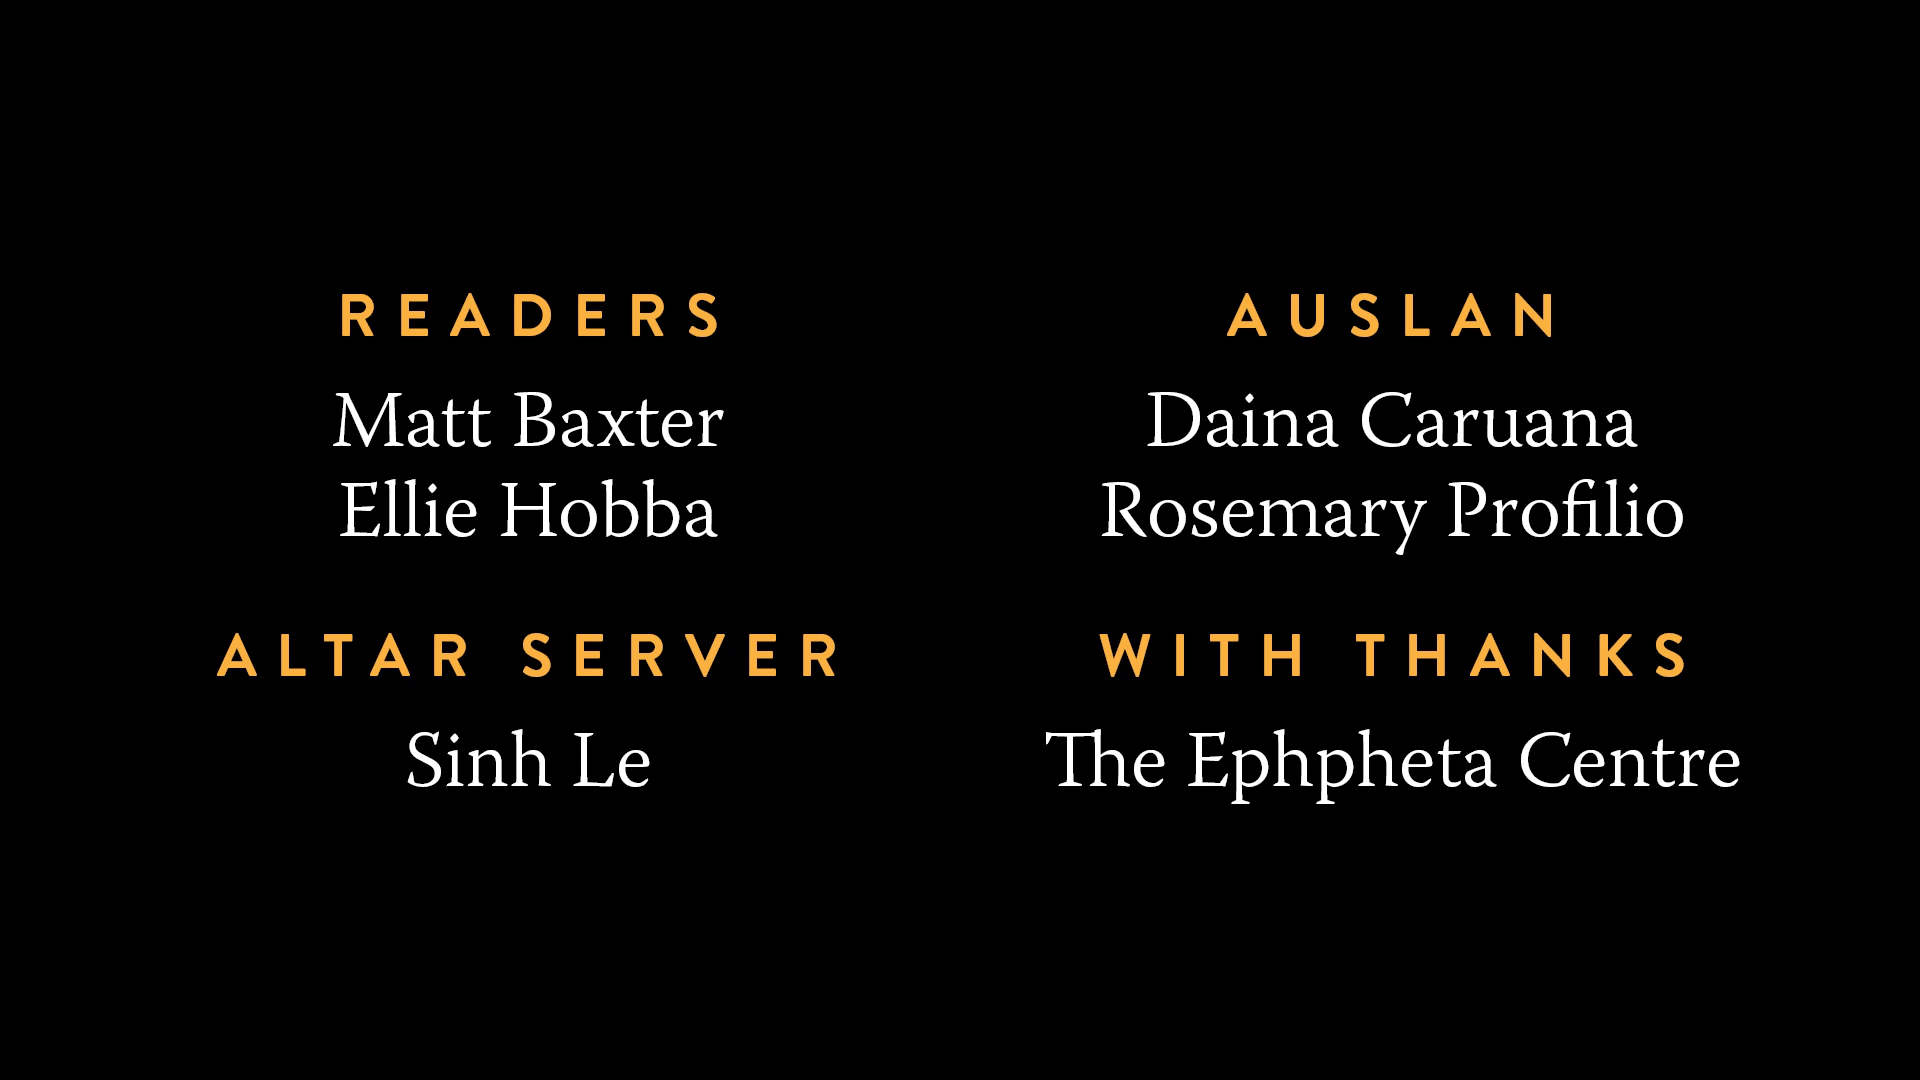 READERS
Matt Baxter
Ellie Hobba
ALTAR SERVER
Sinh Le
AUSLAN
Daina Caruana
Rosemary Profilio
WITH THANKS
The Ephpheta Centre